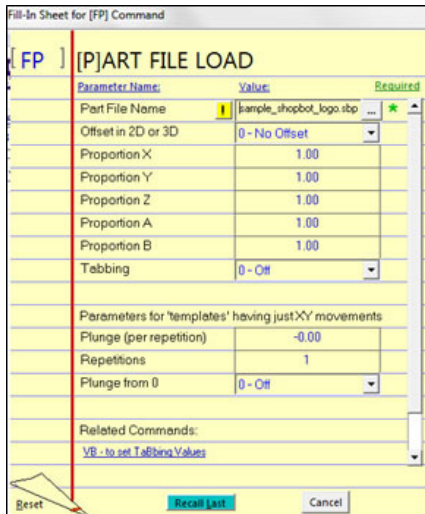 Fill-In Sheet for [FP] Command
[ FP ] [P]ART FILE LOAD
Parameter Name: Value: Required
Part File Name ! sample_shopbot_logo.sbp ... *
Offset in 2D or 3D 0 - No Offset
Proportion X 1.00
Proportion Y 1.00
Proportion Z 1.00
Proportion A 1.00
Proportion B 1.00
Tabbing 0 - Off
Parameters for 'templates' having just XY movements
Plunge (per repetition) -0.00
Repetitions 1
Plunge from 0 0 - Off
Related Commands:
VB - to set TaBbing Values
Reset Recall Last Cancel